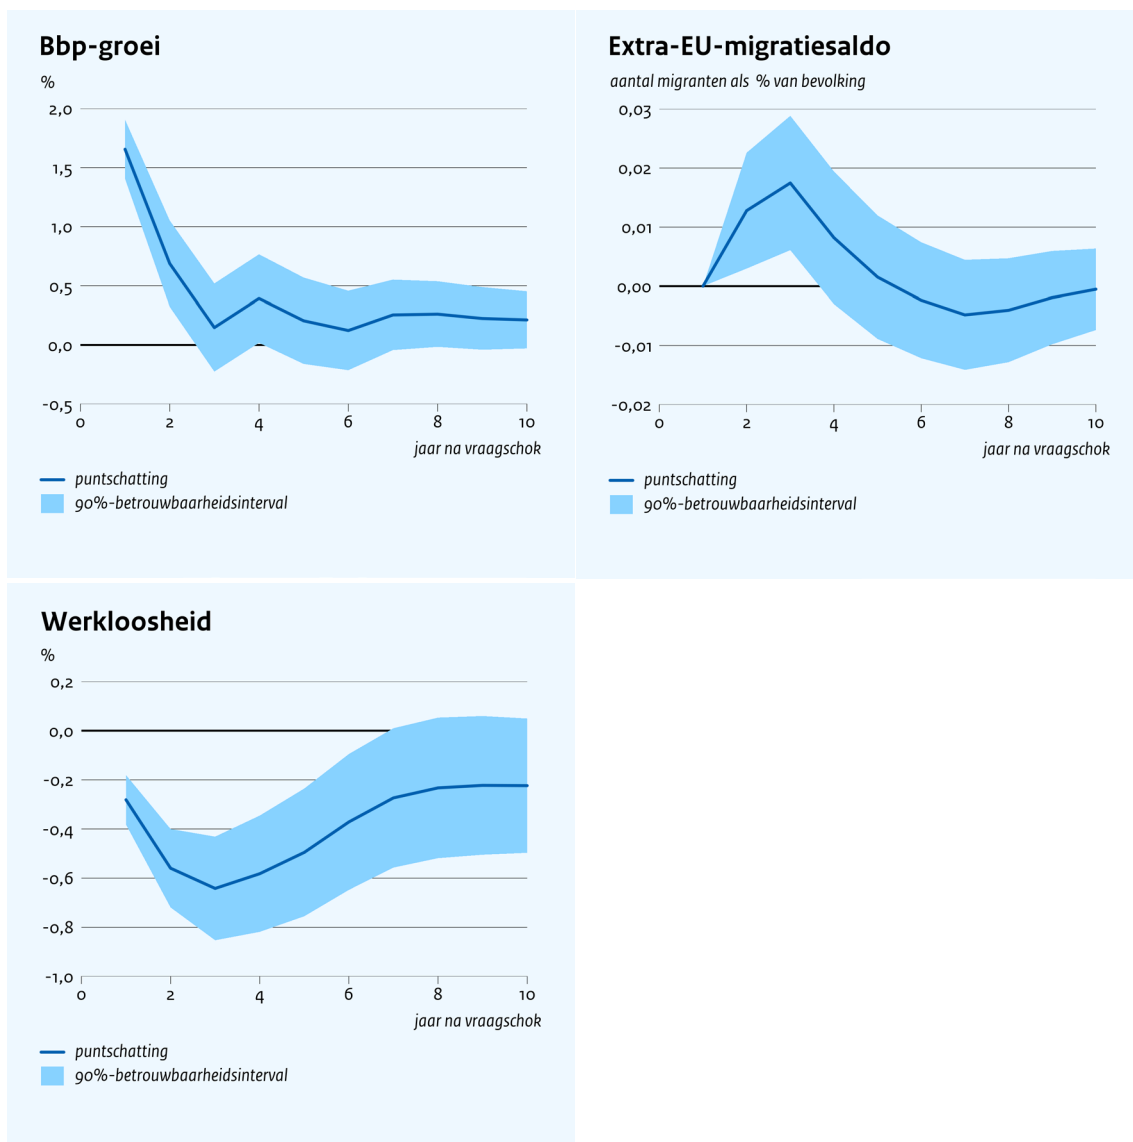 Bbp-groei
%
2,0
1,5
1,0
0,5
0,0
-0,5
0 2 4 6 8 10
jaar na vraagschok
puntschatting
90%-betrouwbaarheidsinterval
Extra-EU-migratiesaldo
aantal migranten als % van bevolking
0,03
0,02
0,01
0,00
-0,01
-0,02
0 2 4 6 8 10
jaar na vraagschok
puntschatting
90%-betrouwbaarheidsinterval
Werkloosheid
%
0,2
0,0
-0,2
-0,4
-0,6
-0,8
-1,0
0 2 4 6 8 10
jaar na vraagschok
puntschatting
90%-betrouwbaarheidsinterval